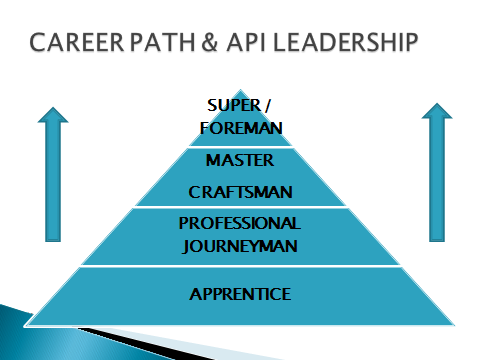 CAREER PATH & API LEADERSHIP
SUPER /
FOREMAN
MASTER
CRAFTSMAN
PROFESSIONAL
JOURNEYMAN
APPRENTICE